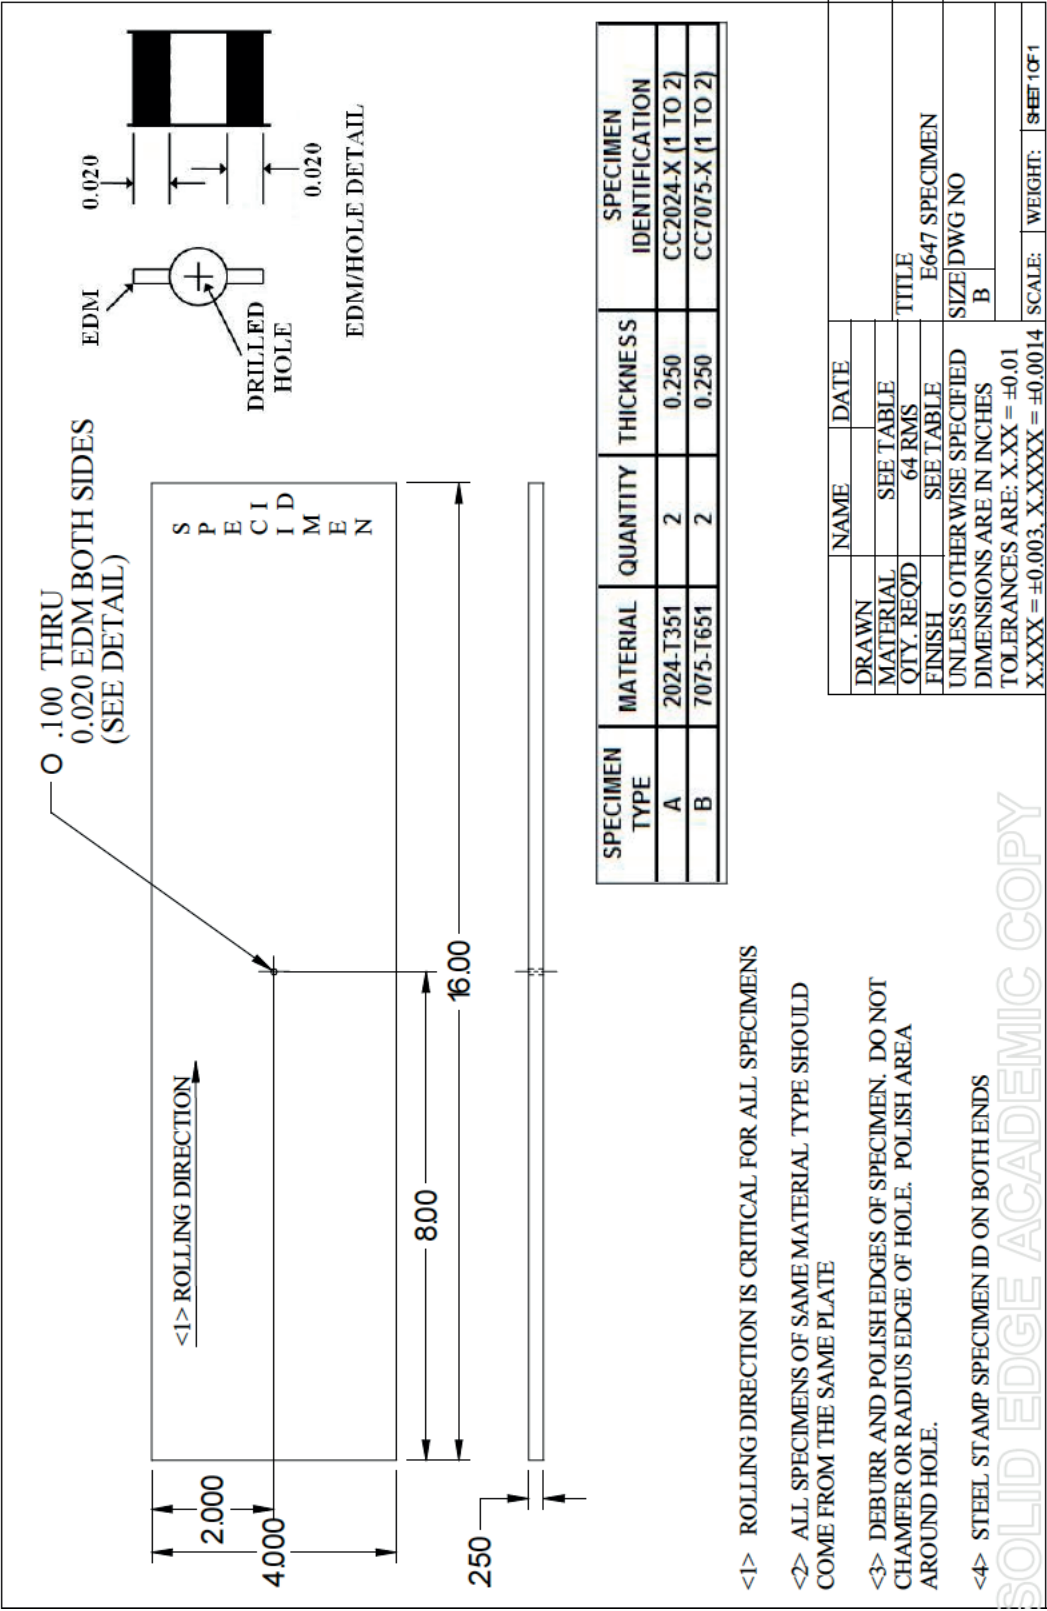 O .100 THRU
0.020 EDM BOTH SIDES
(SEE DETAIL)
<1> ROLLING DIRECTION
SPECIMEN
ID
2.000
4.000
8.00
16.00
.250
EDM
DRILLED
HOLE
0.020
0.020
EDM/HOLE DETAIL
SPECIMEN TYPE MATERIAL QUANTITY THICKNESS SPECIMEN IDENTIFICATION
A 2024-T351 2 0.250 CC2024-X (1 TO 2)
B 7075-T651 2 0.250 CC7075-X (1 TO 2)
<1> ROLLING DIRECTION IS CRITICAL FOR ALL SPECIMENS
<2> ALL SPECIMENS OF SAME MATERIAL TYPE SHOULD
COME FROM THE SAME PLATE
<3> DEBURR AND POLISH EDGES OF SPECIMEN. DO NOT
CHAMFER OR RADIUS EDGE OF HOLE. POLISH AREA
AROUND HOLE.
<4> STEEL STAMP SPECIMEN ID ON BOTH ENDS
NAME DATE
DRAWN
MATERIAL SEE TABLE
QTY. REQ'D 64 RMS
FINISH SEE TABLE
UNLESS OTHERWISE SPECIFIED
DIMENSIONS ARE IN INCHES
TOLERANCES ARE: X.XX = ±0.01
X.XXX = ±0.003, X.XXXX = ±0.0014
TITLE
E647 SPECIMEN
SIZE DWG NO
B
SCALE: WEIGHT: SHEET 1 OF 1
SOLID EDGE ACADEMIC COPY